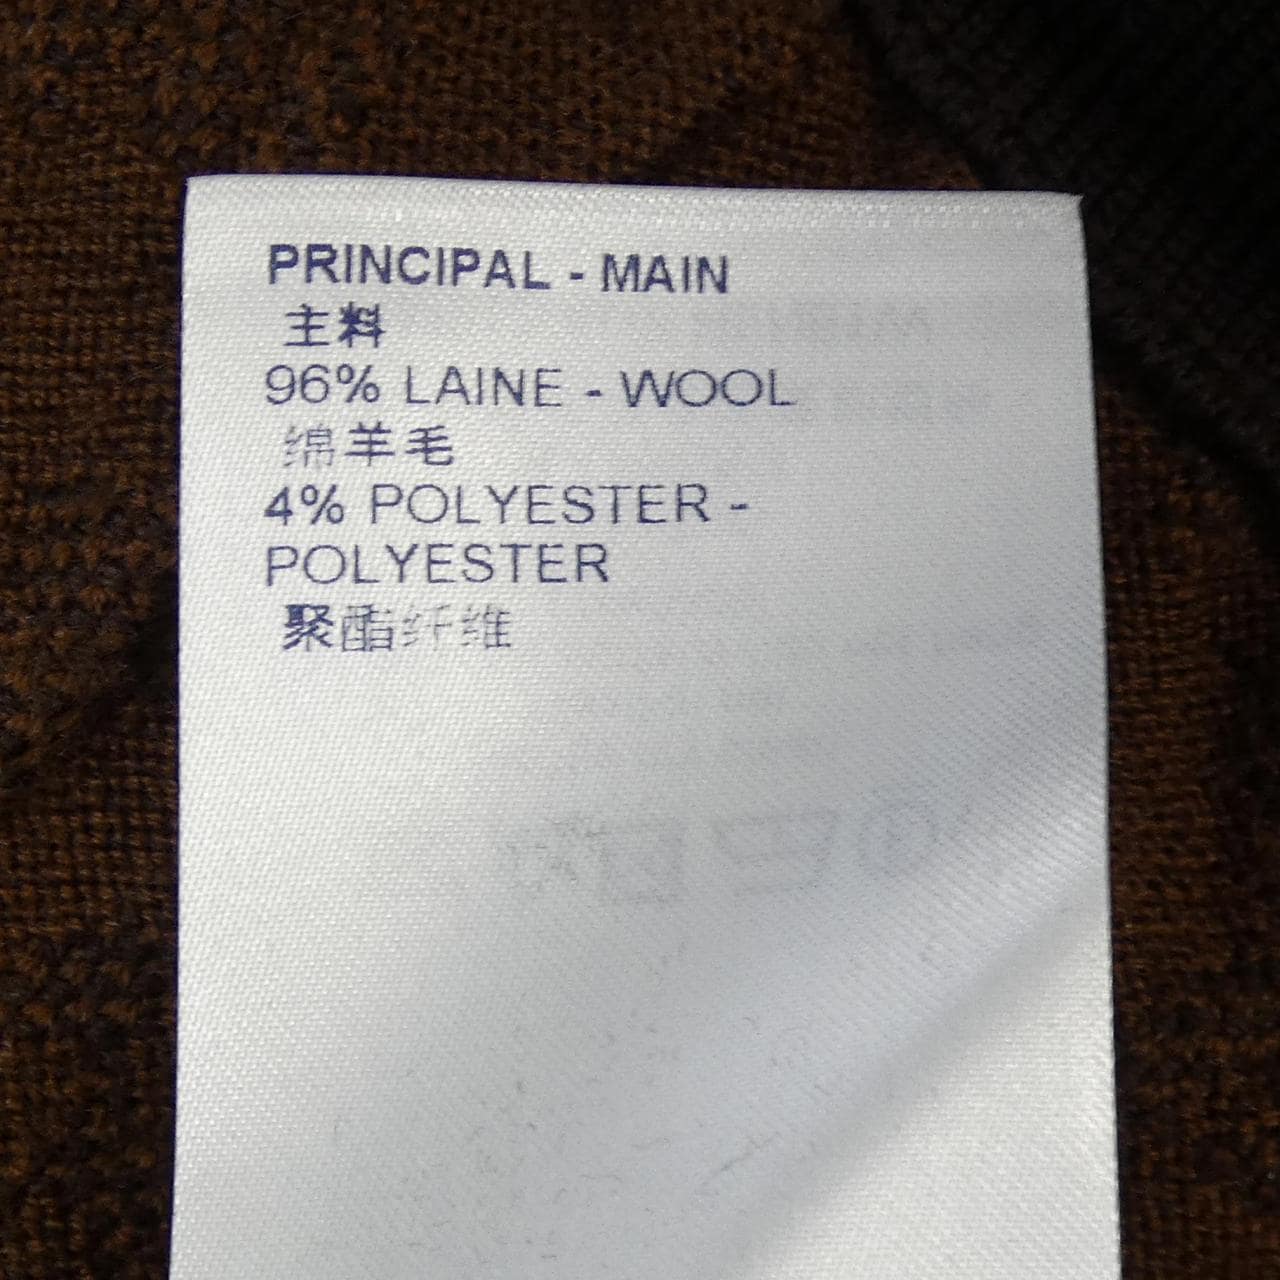 PRINCIPAL - MAIN
主料
96% LAINE - WOOL
绵羊毛
4% POLYESTER -
POLYESTER
聚酯纤维